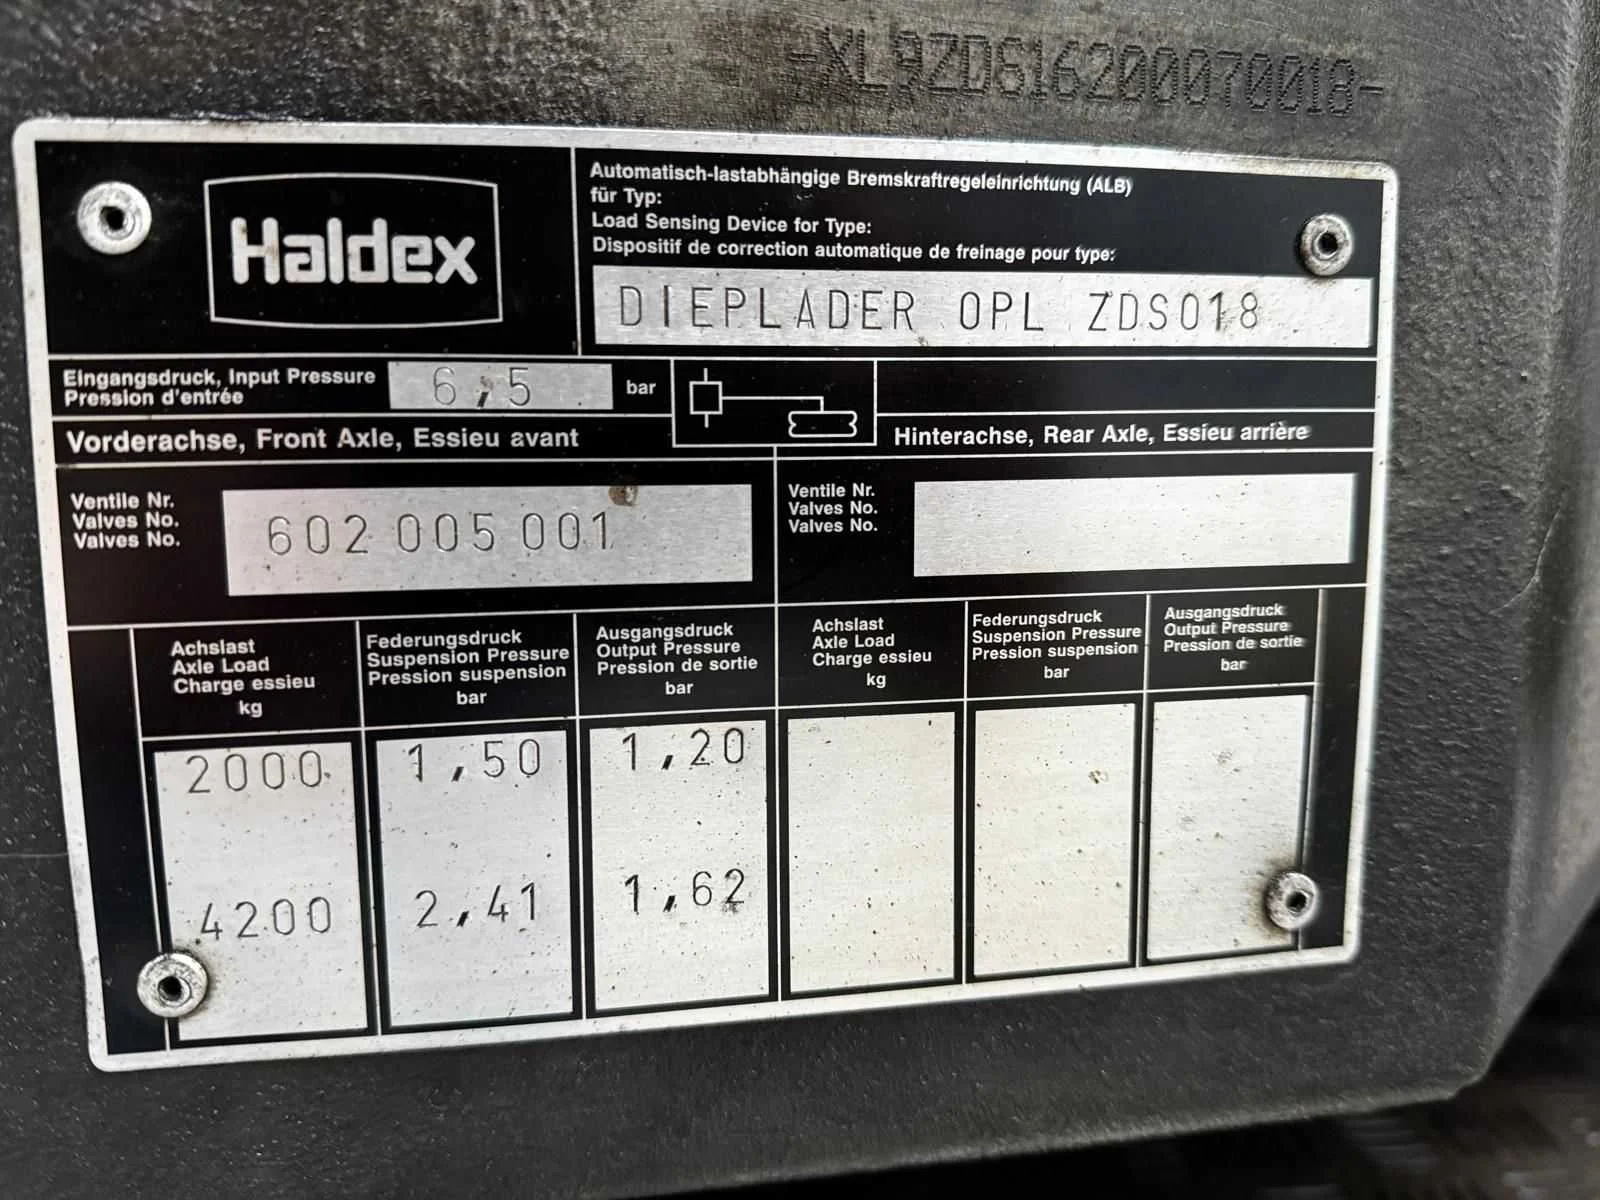 -XL9ZDS16200070018-
Haldex
Automatisch-lastabhängige Bremskraftregeleinrichtung (ALB)
für Typ:
Load Sensing Device for Type:
Dispositif de correction automatique de freinage pour type:
DIEPLADER OPL ZDS018
Eingangsdruck, Input Pressure
Pression d'entrée
6,5
bar
Vorderachse, Front Axle, Essieu avant
Hinterachse, Rear Axle, Essieu arrière
Ventile Nr.
Valves No.
Valves No.
602 005 001
Ventile Nr.
Valves No.
Valves No.
Achslast
Axle Load
Charge essieu
kg
Federungsdruck
Suspension Pressure
Pression suspension
bar
Ausgangsdruck
Output Pressure
Pression de sortie
bar
Achslast
Axle Load
Charge essieu
kg
Federungsdruck
Suspension Pressure
Pression suspension
bar
Ausgangsdruck
Output Pressure
Pression de sortie
bar
2000 1,50 1,20
4200 2,41 1,62